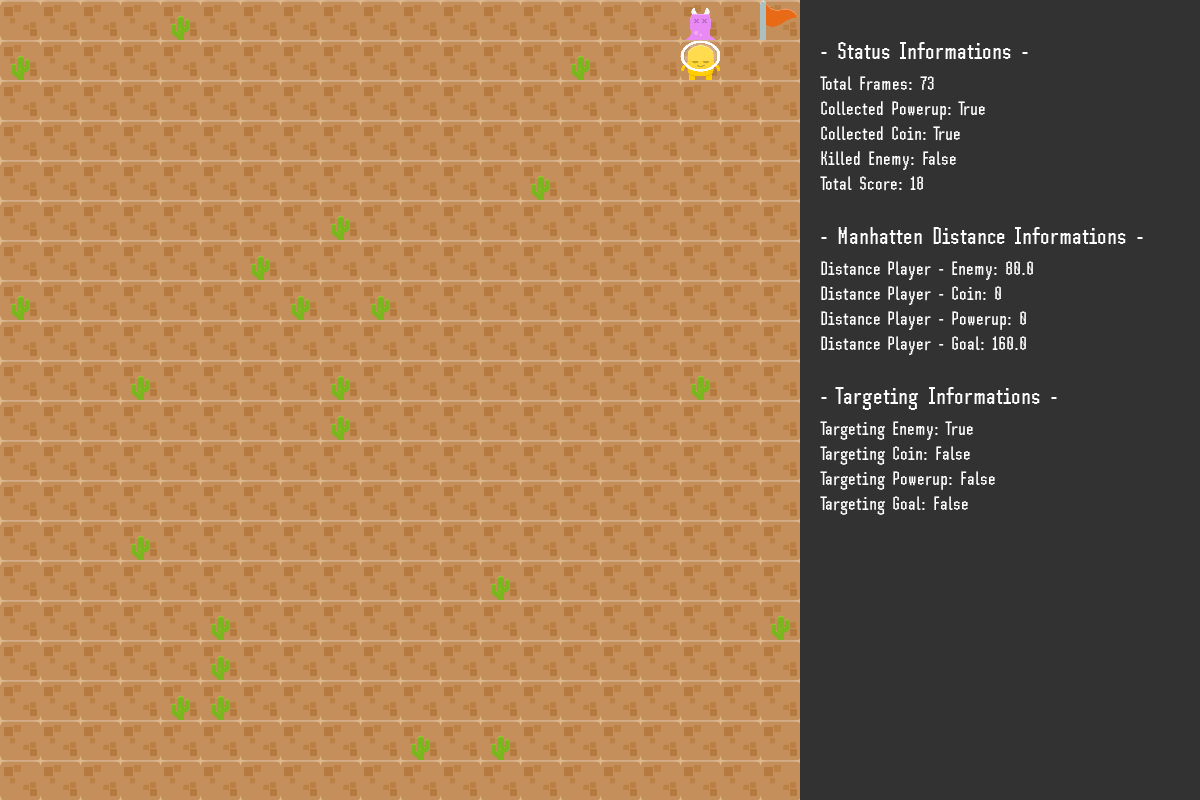 - Status Informations -
Total Frames: 73
Collected Powerup: True
Collected Coin: True
Killed Enemy: False
Total Score: 18
- Manhatten Distance Informations -
Distance Player - Enemy: 80.0
Distance Player - Coin: 0
Distance Player - Powerup: 0
Distance Player - Goal: 160.0
- Targeting Informations -
Targeting Enemy: True
Targeting Coin: False
Targeting Powerup: False
Targeting Goal: False